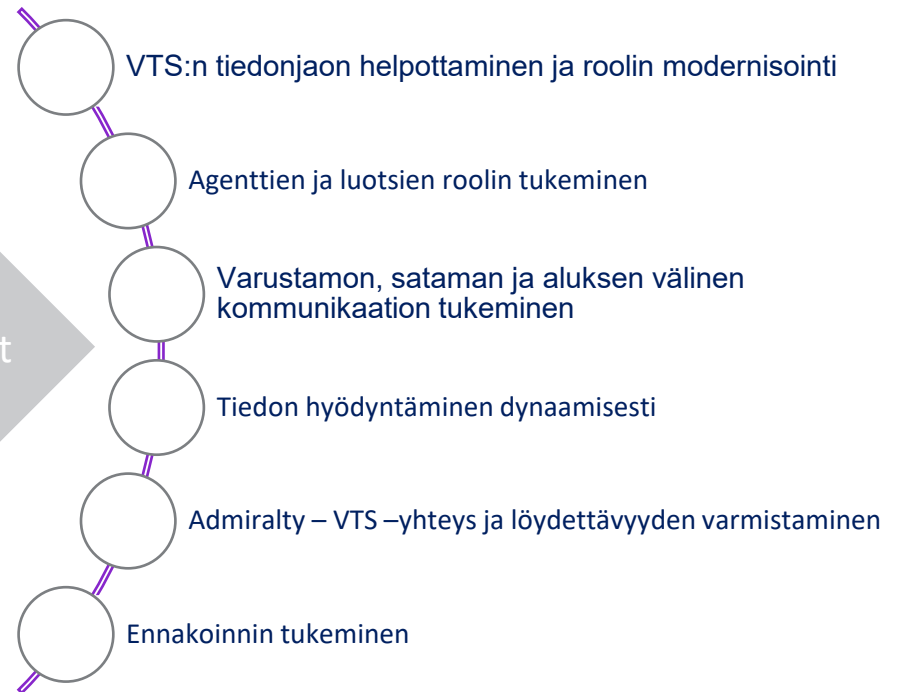 VTS:n tiedonjaon helpottaminen ja roolin modernisointi
Agenttien ja luotsien roolin tukeminen
Varustamon, sataman ja aluksen välinen
kommunikaation tukeminen
t
Tiedon hyödyntäminen dynaamisesti
Admiralty – VTS –yhteys ja löydettävyyden varmistaminen
Ennakoinnin tukeminen